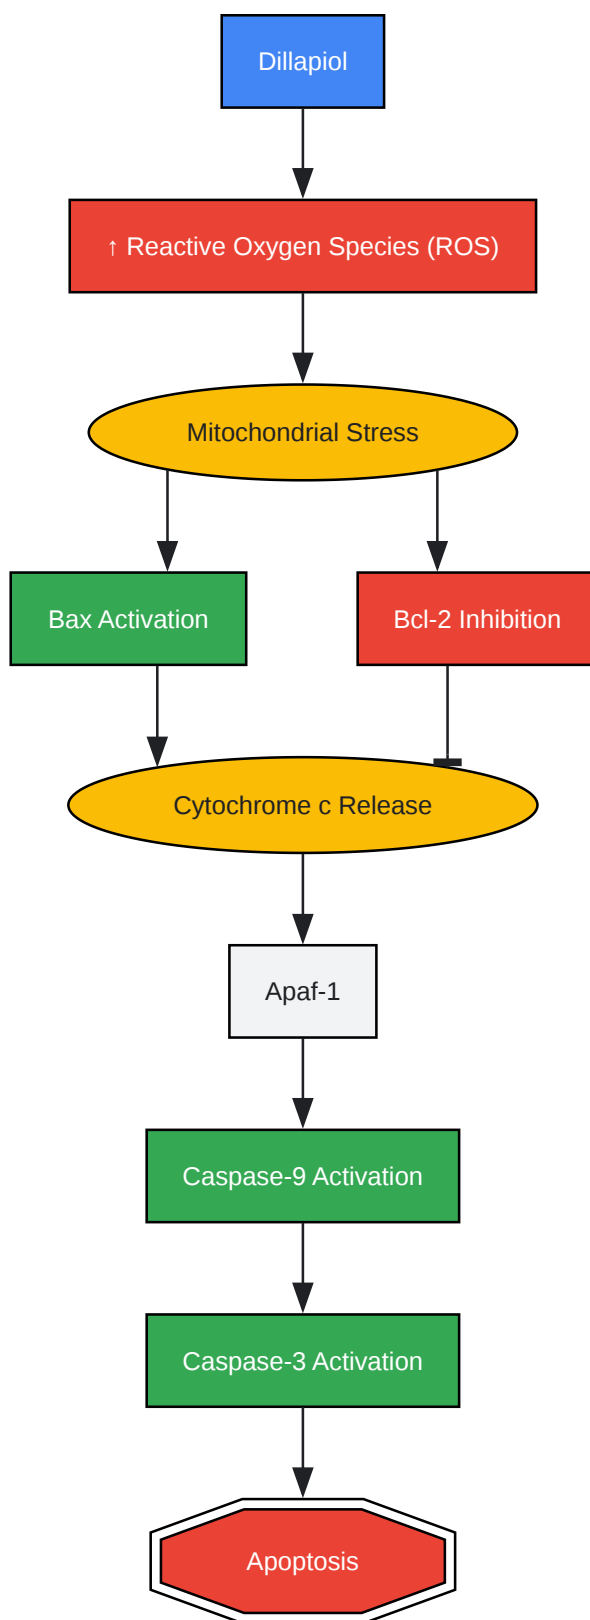 Dillapiol
↑ Reactive Oxygen Species (ROS)
Mitochondrial Stress
Bax Activation
Bcl-2 Inhibition
Cytochrome c Release
Apaf-1
Caspase-9 Activation
Caspase-3 Activation
Apoptosis